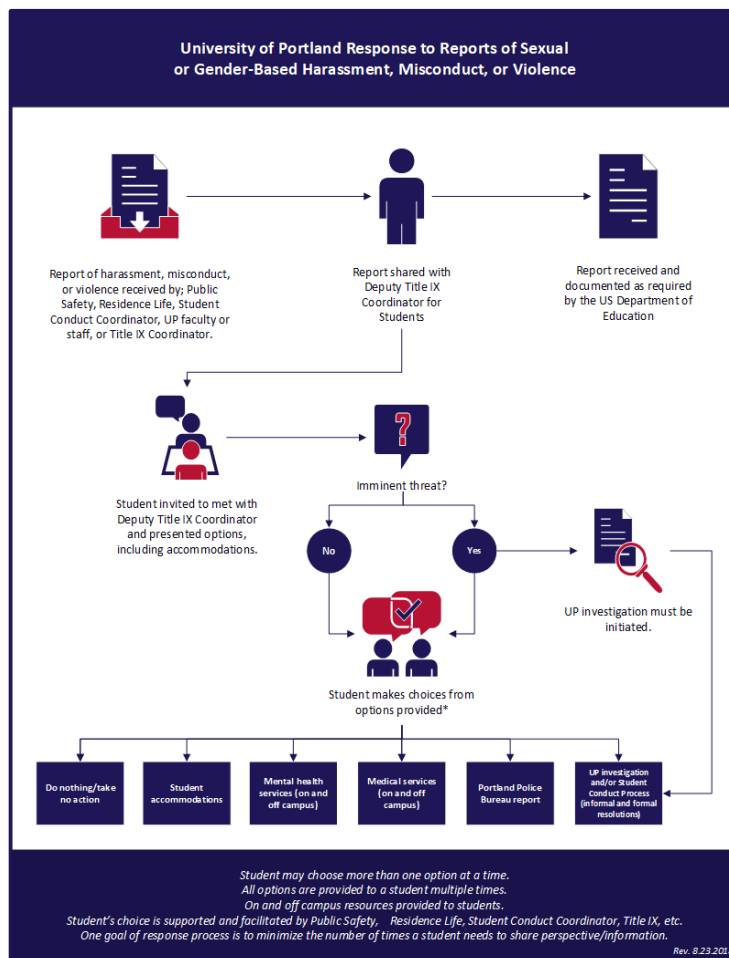 University of Portland Response to Reports of Sexual
or Gender-Based Harassment, Misconduct, or Violence
Report of harassment, misconduct,
or violence received by; Public
Safety, Residence Life, Student
Conduct Coordinator, UP faculty or
staff, or Title IX Coordinator.
Report shared with
Deputy Title IX
Coordinator for
Students
Report received and
documented as required
by the US Department of
Education
?
Student invited to met with
Deputy Title IX Coordinator
and presented options,
including accommodations.
Imminent threat?
No
Yes
UP investigation must be
initiated.
Student makes choices from
options provided*
Do nothing/take
no action
Student
accommodations
Mental health
services (on and
off campus)
Medical services
(on and off
campus)
Portland Police
Bureau report
UP investigation
and/or Student
Conduct Process
(informal and formal
resolutions)
Student may choose more than one option at a time.
All options are provided to a student multiple times.
On and off campus resources provided to students.
Student's choice is supported and facilitated by Public Safety, Residence Life, Student Conduct Coordinator, Title IX, etc.
One goal of response process is to minimize the number of times a student needs to share perspective/information.
Rev. 8.23.201